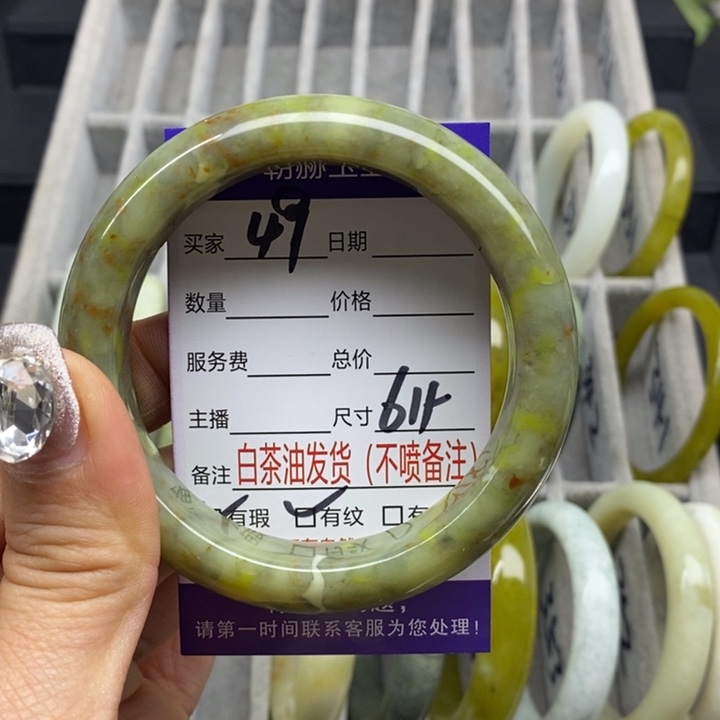 买家 49 日期
数量 价格
服务费 总价
主播 尺寸 61#
备注 白茶油发货（不喷备注）
有瑕 ☐有纹 ☐有
请第一时间联系客服为您处理！